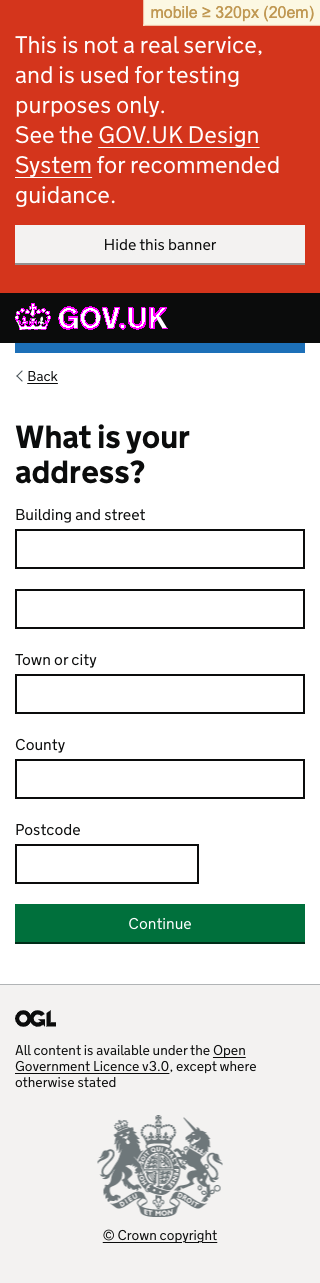 mobile ≥ 320px (20em)
This is not a real service,
and is used for testing
purposes only.
See the GOV.UK Design
System for recommended
guidance.
Hide this banner
GOV.UK
Back
What is your
address?
Building and street
Town or city
County
Postcode
Continue
OGL
All content is available under the Open
Government Licence v3.0, except where
otherwise stated
DIEU ET MON DROIT
© Crown copyright